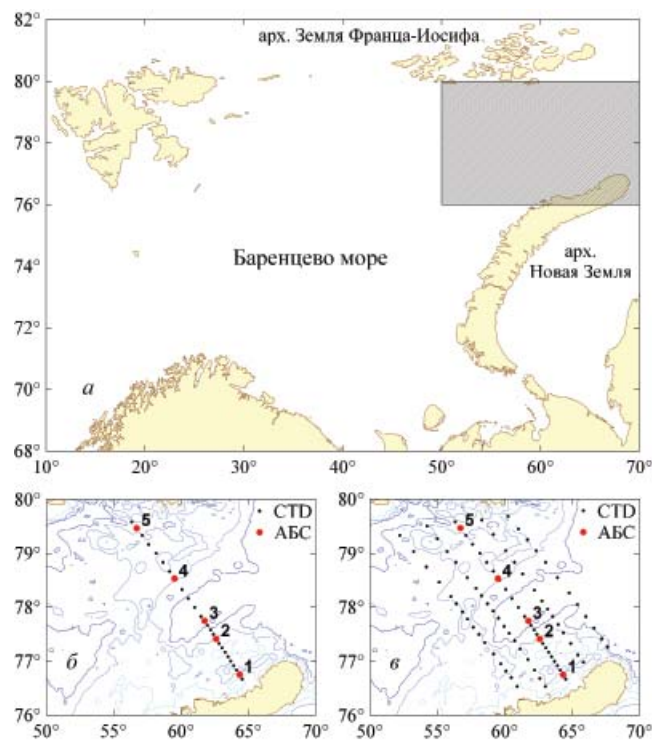 82°
арх. Земля Франца-Иосифа
80°
78°
76°
74°
Баренцево море
арх.
Новая Земля
72°
70°
а
68°
10° 20° 30° 40° 50° 60° 70°
80°
5
CTD
АБС
79°
4
78°
3
2
77°
1
б
76°
50° 55° 60° 65° 70°
80°
5
CTD
АБС
79°
4
78°
3
2
77°
1
в
76°
50° 55° 60° 65° 70°